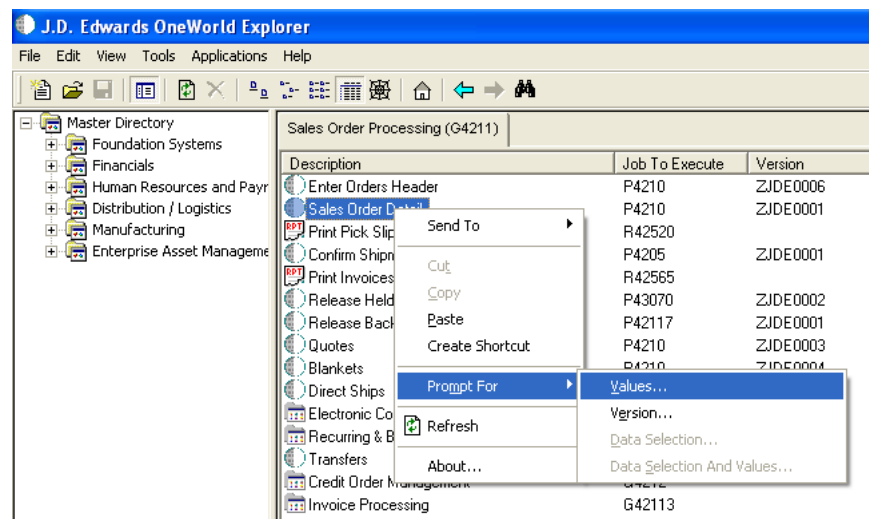 J.D. Edwards OneWorld Explorer
File Edit View Tools Applications Help
Master Directory
Foundation Systems
Financials
Human Resources and Payr
Distribution / Logistics
Manufacturing
Enterprise Asset Manageme
Sales Order Processing (G4211)
Description Job To Execute Version
Enter Orders Header P4210 ZJDE0006
Sales Order Detail P4210 ZJDE0001
Print Pick Slip R42520
Confirm Shipm P4205 ZJDE0001
Print Invoices R42565
Release Held P43070 ZJDE0002
Release Back P42117 ZJDE0001
Quotes P4210 ZJDE0003
Blankets P4210 ZJDE0004
Direct Ships
Electronic Co
Recurring & B
Transfers
Credit Order Management G4212
Invoice Processing G42113
Send To
Cut
Copy
Paste
Create Shortcut
Prompt For
Refresh
About...
Values...
Version...
Data Selection...
Data Selection And Values...